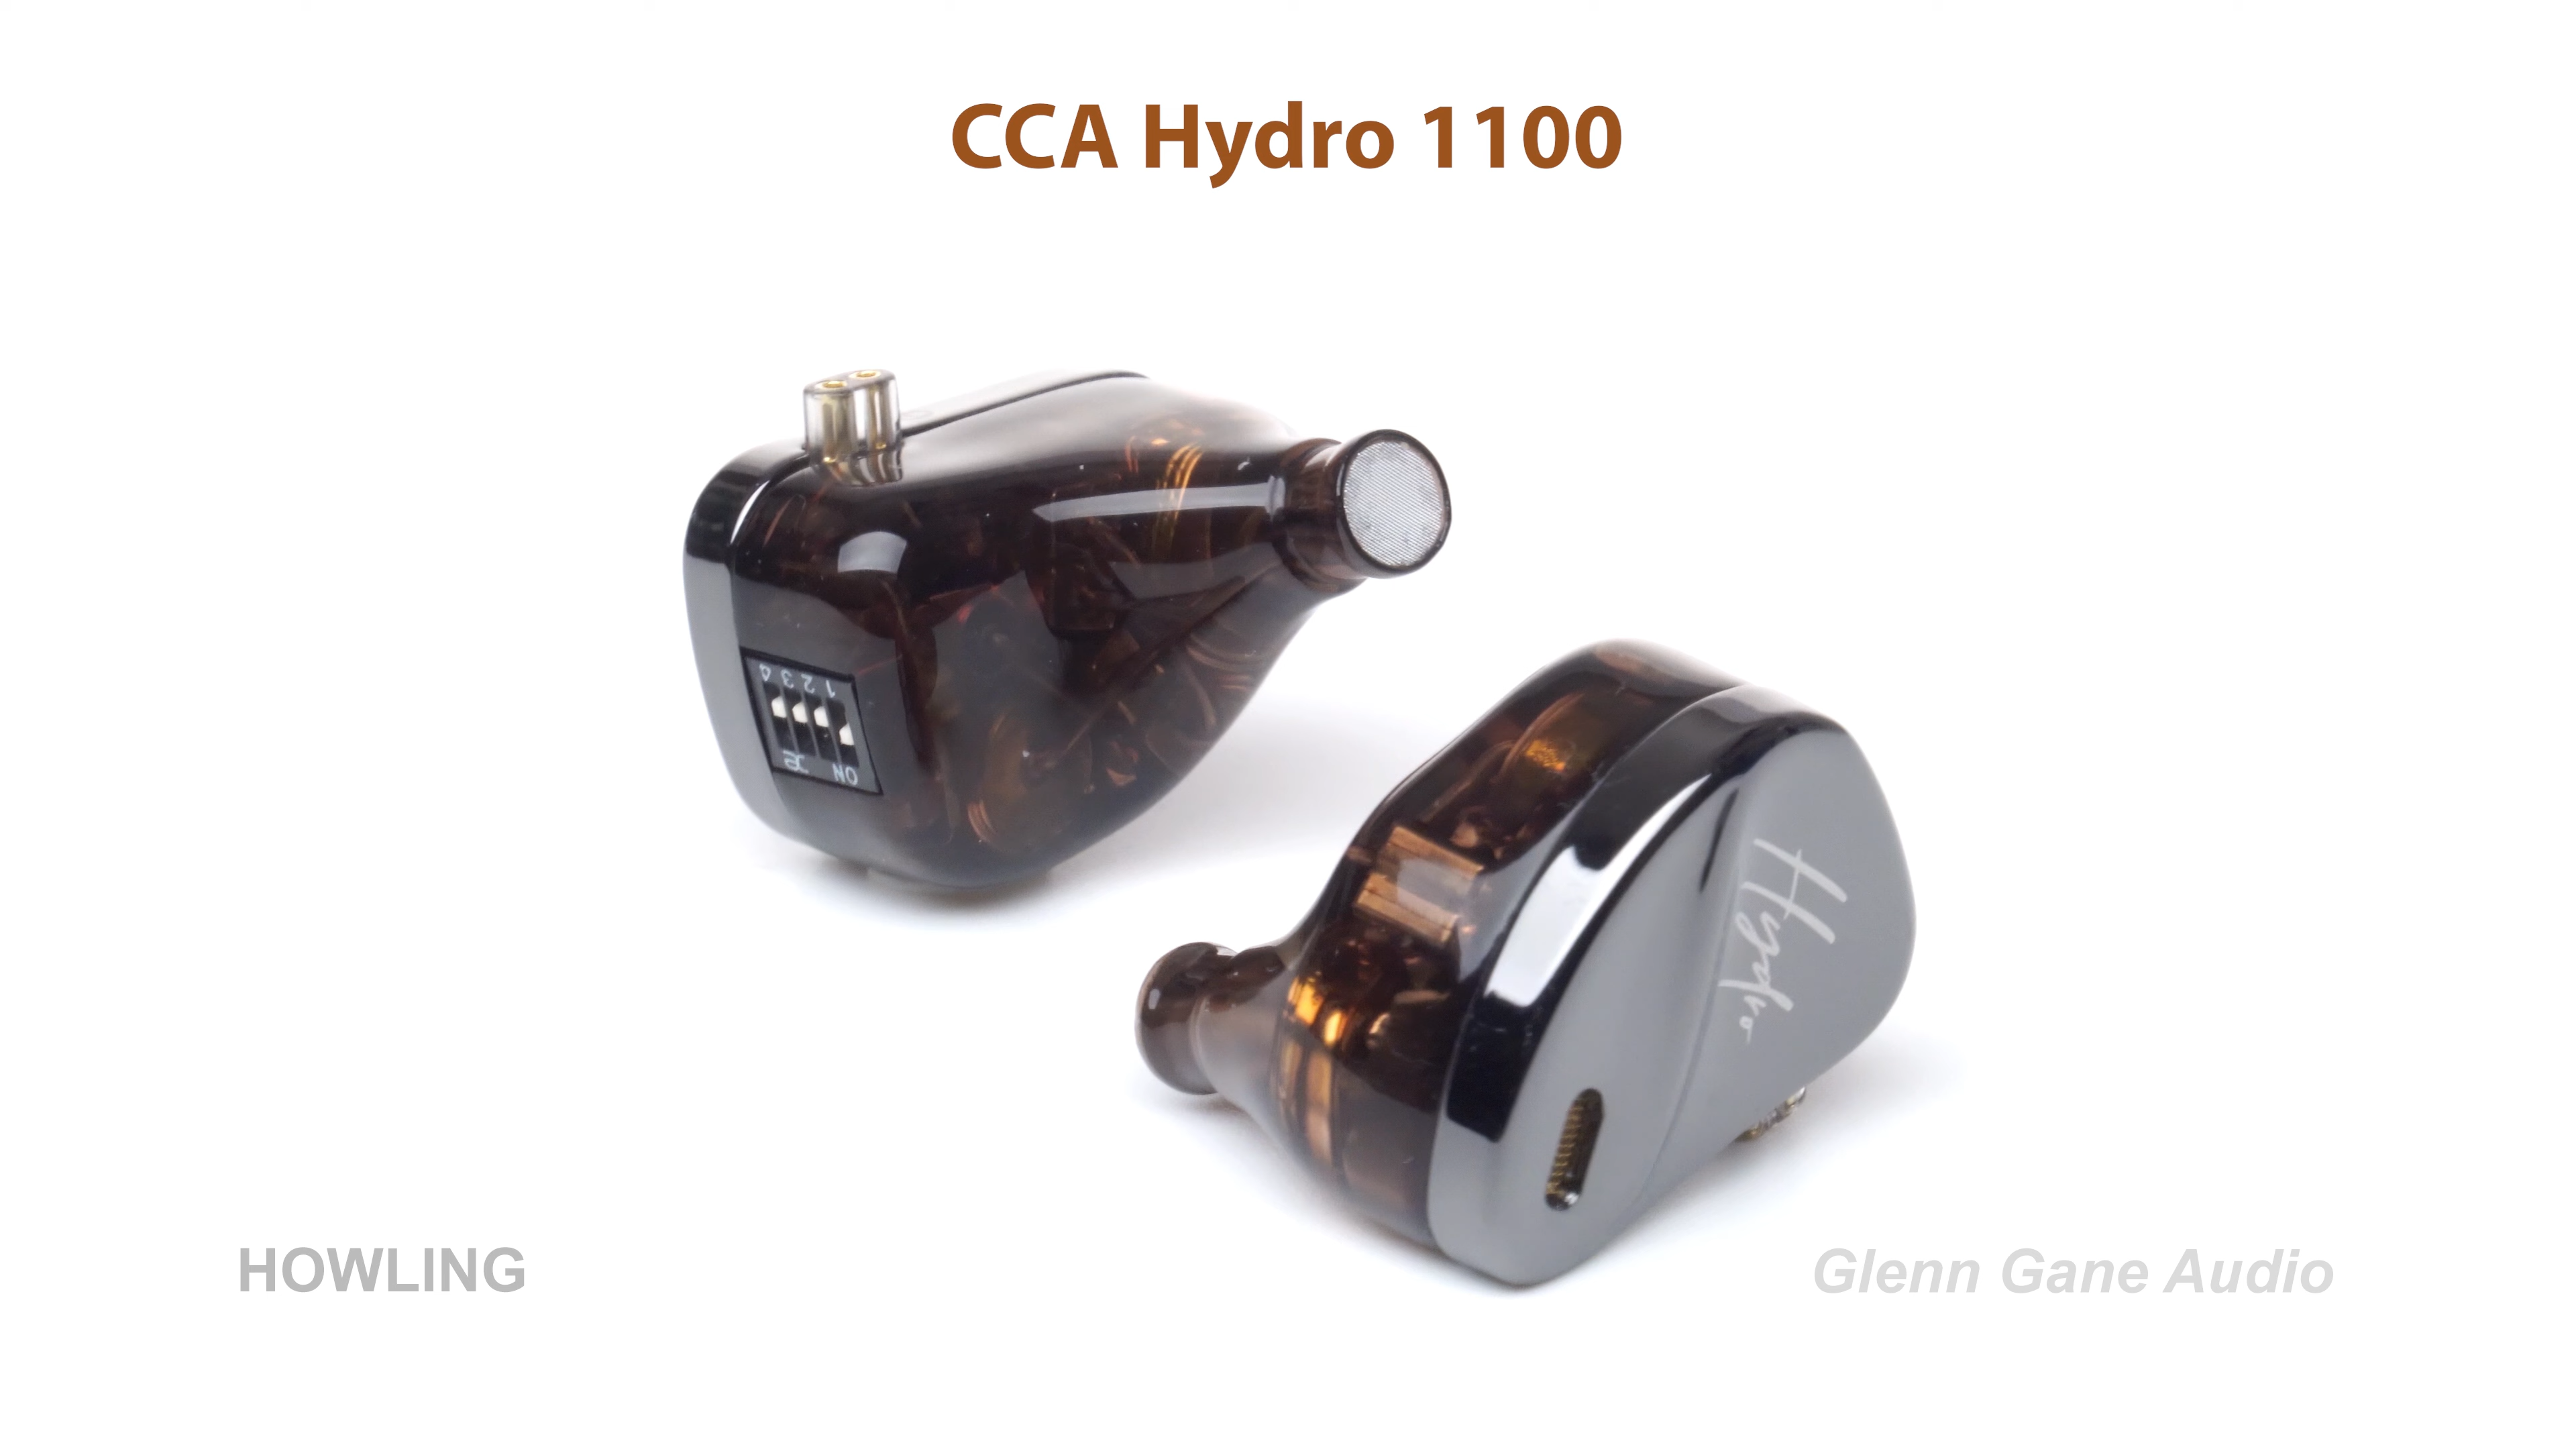 CCA Hydro 1100
1 2 3 4
ON
Hydro
HOWLING
Glenn Gane Audio